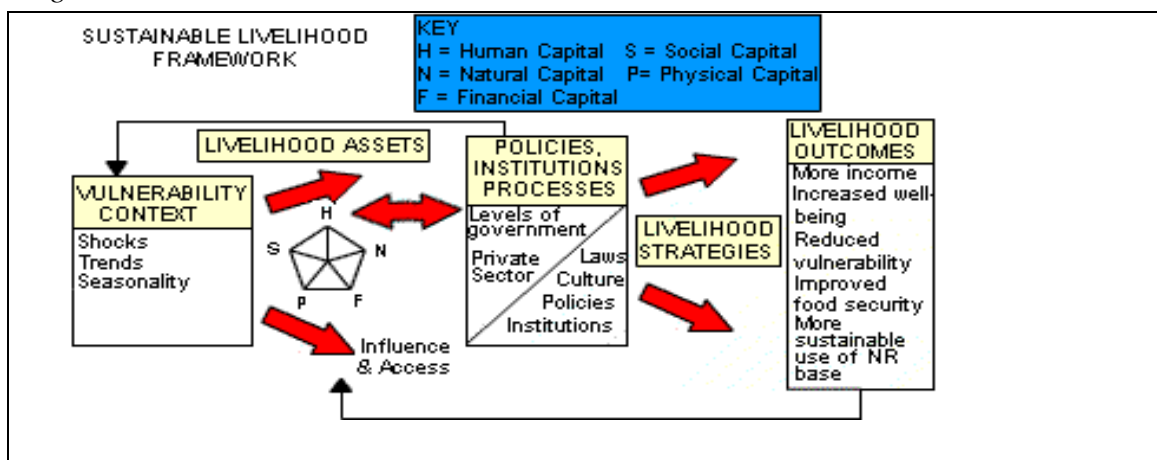 SUSTAINABLE LIVELIHOOD
FRAMEWORK
KEY
H = Human Capital S = Social Capital
N = Natural Capital P= Physical Capital
F = Financial Capital
LIVELIHOOD ASSETS
VULNERABILITY
CONTEXT
Shocks
Trends
Seasonality
H
S
N
P
F
Influence
& Access
POLICIES,
INSTITUTIONS
PROCESSES
Levels of
government
Private
Sector
Laws
Culture
Policies
Institutions
LIVELIHOOD
STRATEGIES
LIVELIHOOD
OUTCOMES
More income
Increased well-
being
Reduced
vulnerability
Improved
food security
More
sustainable
use of NR
base